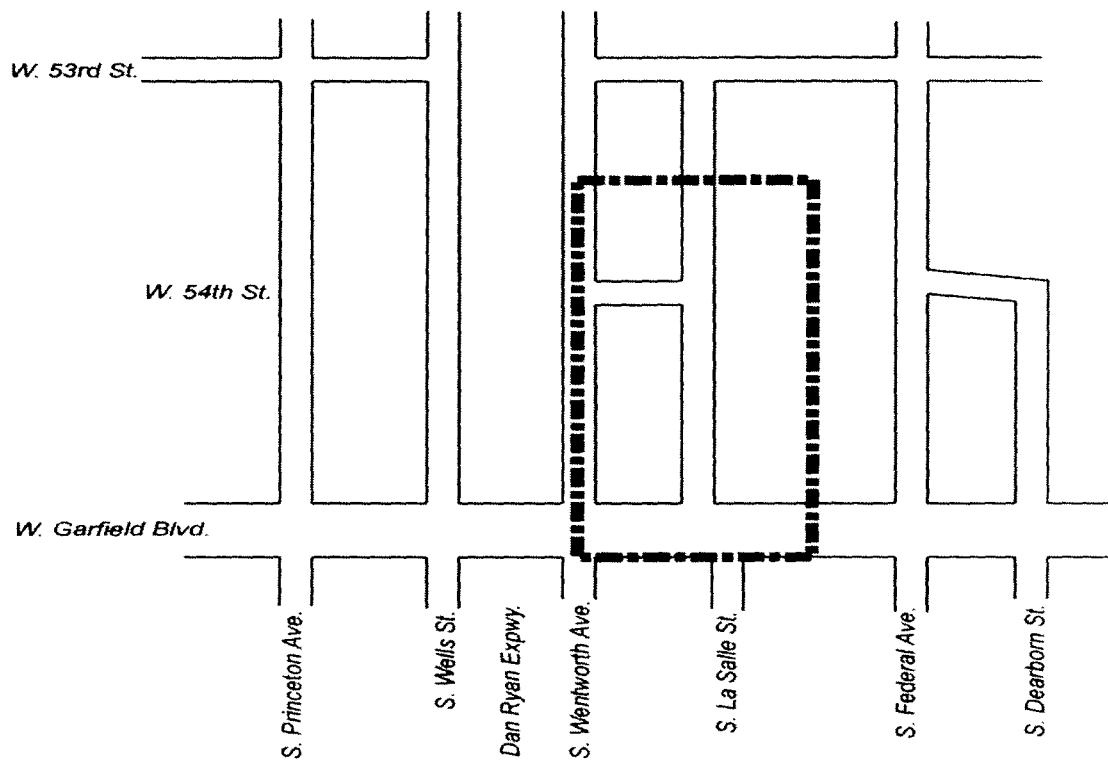 W. 53rd St.
W. 54th St.
W. Garfield Blvd.
S. Princeton Ave.
S. Wells St.
Dan Ryan Expwy.
S. Wentworth Ave.
S. La Salle St.
S. Federal Ave.
S. Dearborn St.